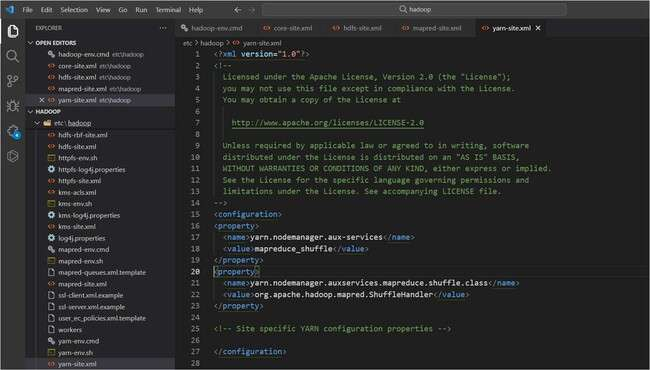 File Edit Selection View Go Run Terminal Help
hadoop
EXPLORER
OPEN EDITORS
hadoop-env.cmd etc\hadoop
core-site.xml etc\hadoop
hdfs-site.xml etc\hadoop
mapred-site.xml etc\hadoop
yarn-site.xml etc\hadoop
HADOOP
etc \ hadoop
hdfs-rbf-site.xml
hdfs-site.xml
httpfs-env.sh
httpfs-log4j.properties
httpfs-site.xml
kms-acls.xml
kms-env.sh
kms-log4j.properties
kms-site.xml
log4j.properties
mapred-env.cmd
mapred-env.sh
mapred-queues.xml.template
mapred-site.xml
ssl-client.xml.example
ssl-server.xml.example
user_ec_policies.xml.template
workers
yarn-env.cmd
yarn-env.sh
yarn-site.xml
hadoop-env.cmd core-site.xml hdfs-site.xml mapred-site.xml yarn-site.xml
etc > hadoop > yarn-site.xml
1 <?xml version="1.0"?>
2 <!--
3 Licensed under the Apache License, Version 2.0 (the "License");
4 you may not use this file except in compliance with the License.
5 You may obtain a copy of the License at
6
7 http://www.apache.org/licenses/LICENSE-2.0
8
9 Unless required by applicable law or agreed to in writing, software
10 distributed under the License is distributed on an "AS IS" BASIS,
11 WITHOUT WARRANTIES OR CONDITIONS OF ANY KIND, either express or implied.
12 See the License for the specific language governing permissions and
13 limitations under the License. See accompanying LICENSE file.
14 -->
15 <configuration>
16 <property>
17 <name>yarn.nodemanager.aux-services</name>
18 <value>mapreduce_shuffle</value>
19 </property>
20 <property>
21 <name>yarn.nodemanager.auxservices.mapreduce.shuffle.class</name>
22 <value>org.apache.hadoop.mapred.ShuffleHandler</value>
23 </property>
24
25 <!-- Site specific YARN configuration properties -->
26
27 </configuration>
28